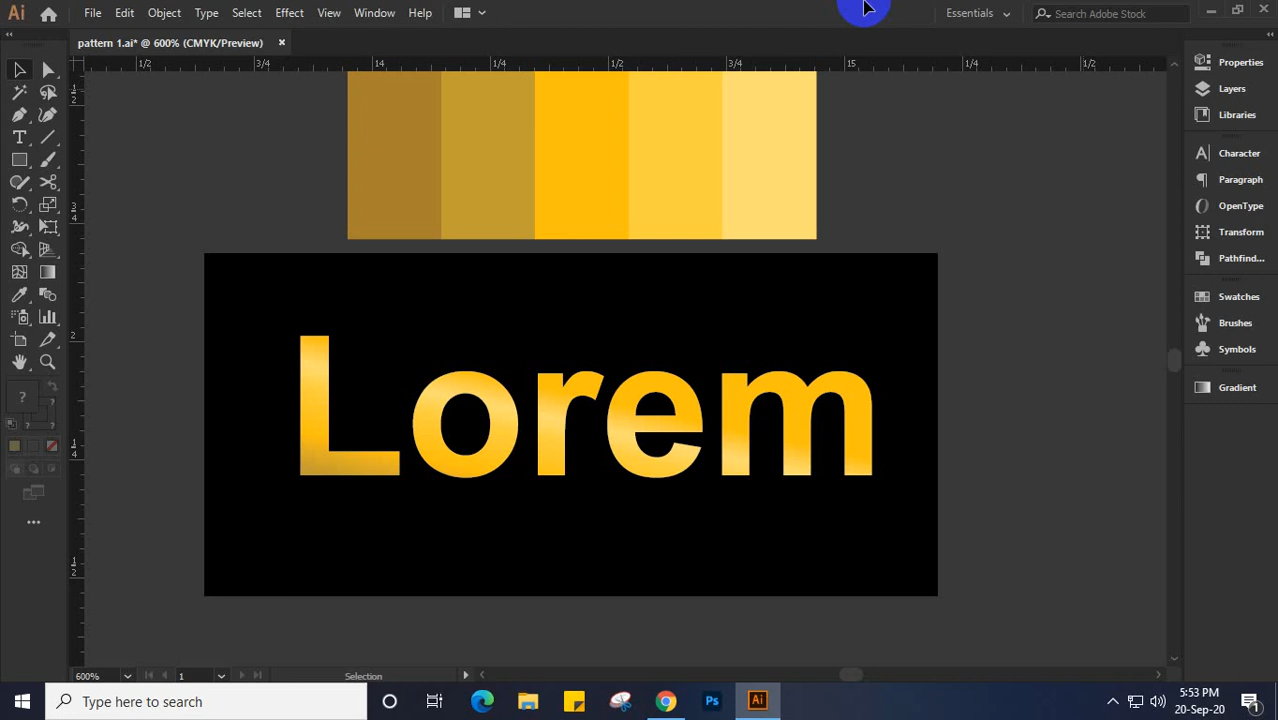 Ai File Edit Object Type Select Effect View Window Help Essentials Search Adobe Stock
pattern 1.ai* @ 600% (CMYK/Preview)
1/2 3/4 14 1/4 1/2 3/4 15 1/4 1/2
Properties
Layers
Libraries
Character
Paragraph
OpenType
Transform
Pathfind...
Swatches
Brushes
Symbols
Gradient
Lorem
?
600% 1 Selection
Type here to search Ps Ai 5:53 PM
20-Sep-20 1